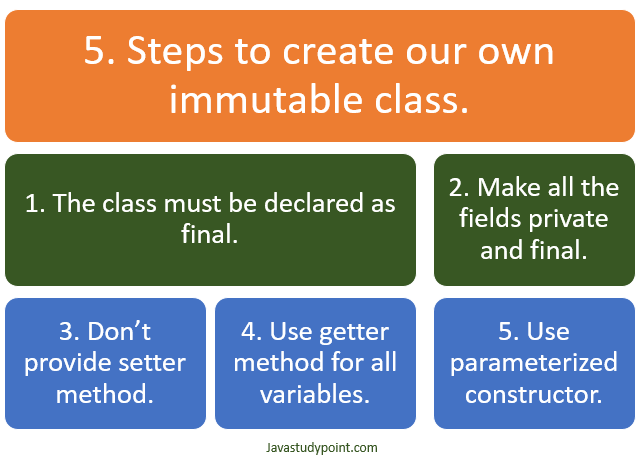 5. Steps to create our own
immutable class.
1. The class must be declared as
final.
2. Make all the
fields private
and final.
3. Don’t
provide setter
method.
4. Use getter
method for all
variables.
5. Use
parameterized
constructor.
Javastudypoint.com